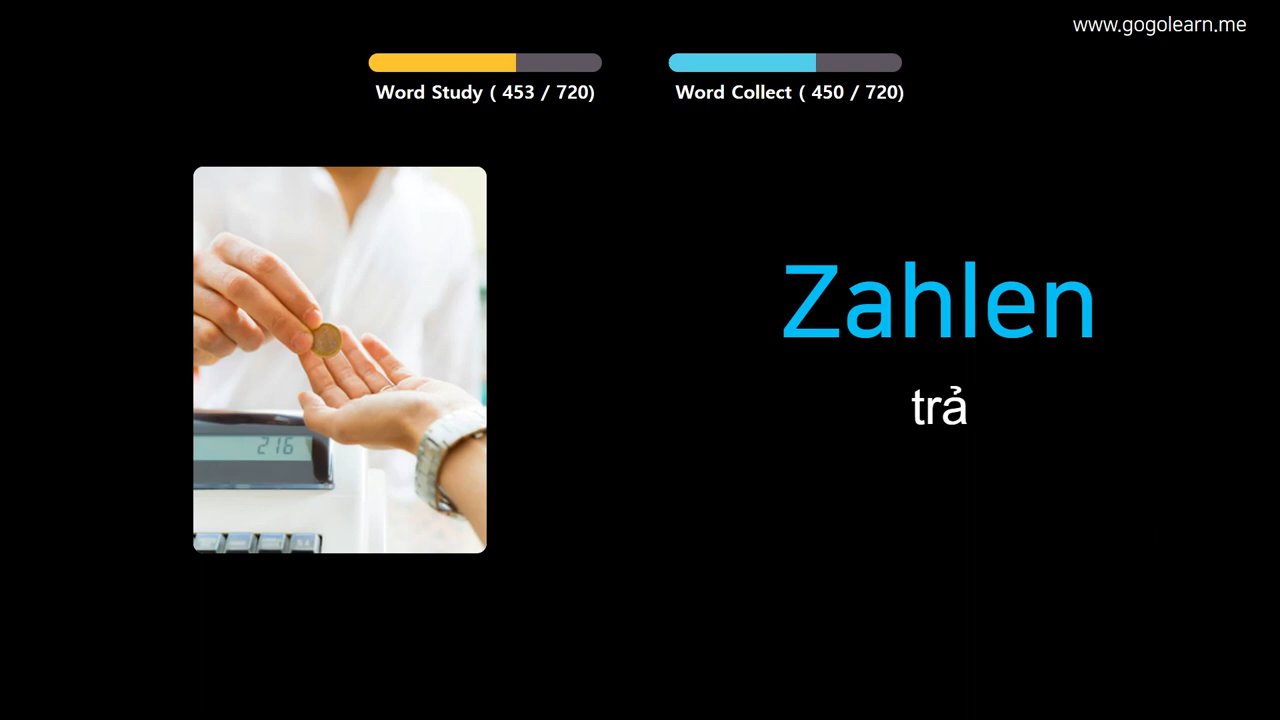 www.gogolearn.me
Word Study ( 453 / 720)
Word Collect ( 450 / 720)
Zahlen
trả
216